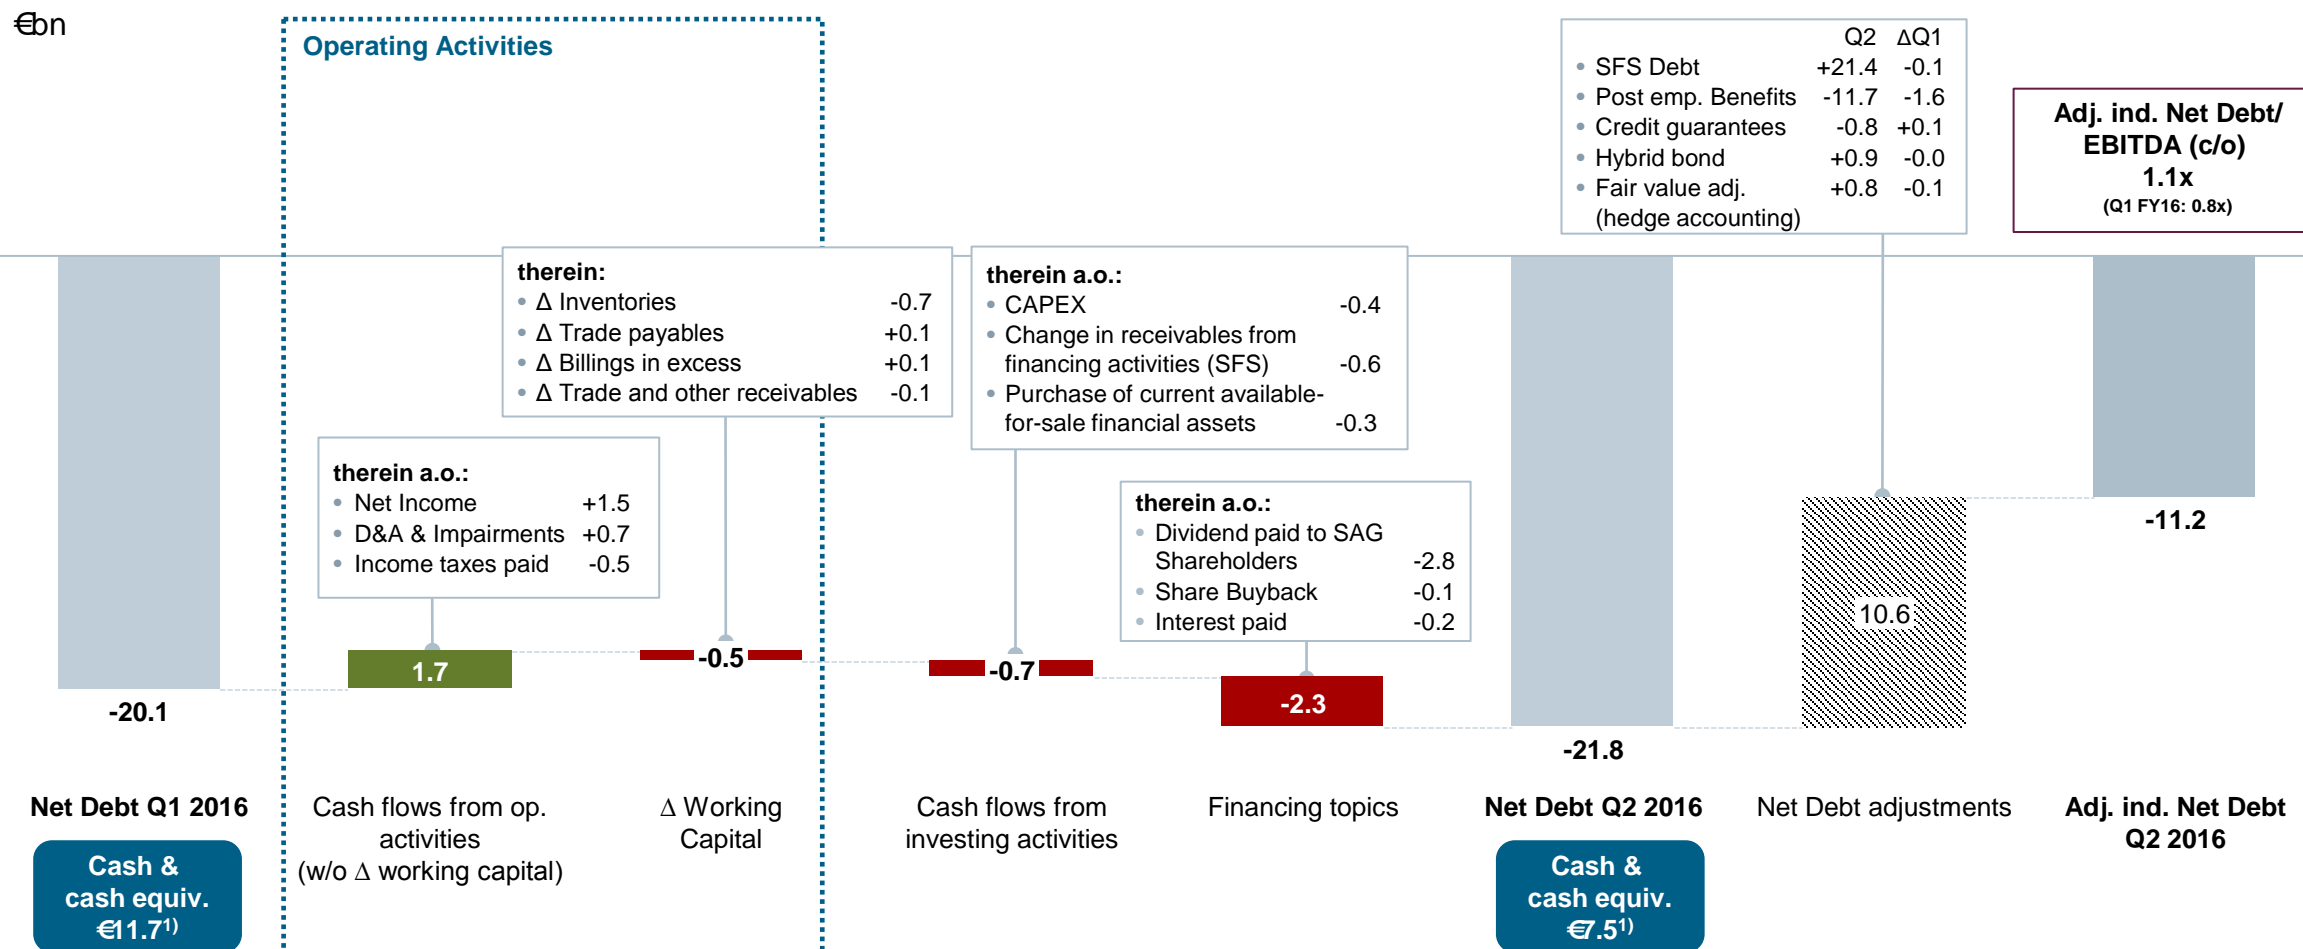 €bn
Operating Activities
Q2 ΔQ1
• SFS Debt +21.4 -0.1
• Post emp. Benefits -11.7 -1.6
• Credit guarantees -0.8 +0.1
• Hybrid bond +0.9 -0.0
• Fair value adj. +0.8 -0.1
(hedge accounting)
Adj. ind. Net Debt/
EBITDA (c/o)
1.1x
(Q1 FY16: 0.8x)
therein:
• Δ Inventories -0.7
• Δ Trade payables +0.1
• Δ Billings in excess +0.1
• Δ Trade and other receivables -0.1
therein a.o.:
• CAPEX -0.4
• Change in receivables from
financing activities (SFS) -0.6
• Purchase of current available-
for-sale financial assets -0.3
therein a.o.:
• Net Income +1.5
• D&A & Impairments +0.7
• Income taxes paid -0.5
therein a.o.:
• Dividend paid to SAG
Shareholders -2.8
• Share Buyback -0.1
• Interest paid -0.2
-20.1
1.7
-0.5
-0.7
-2.3
-21.8
10.6
-11.2
Net Debt Q1 2016
Cash flows from op.
activities
(w/o Δ working capital)
Δ Working
Capital
Cash flows from
investing activities
Financing topics
Net Debt Q2 2016
Net Debt adjustments
Adj. ind. Net Debt
Q2 2016
Cash &
cash equiv.
€11.7¹⁾
Cash &
cash equiv.
€7.5¹⁾